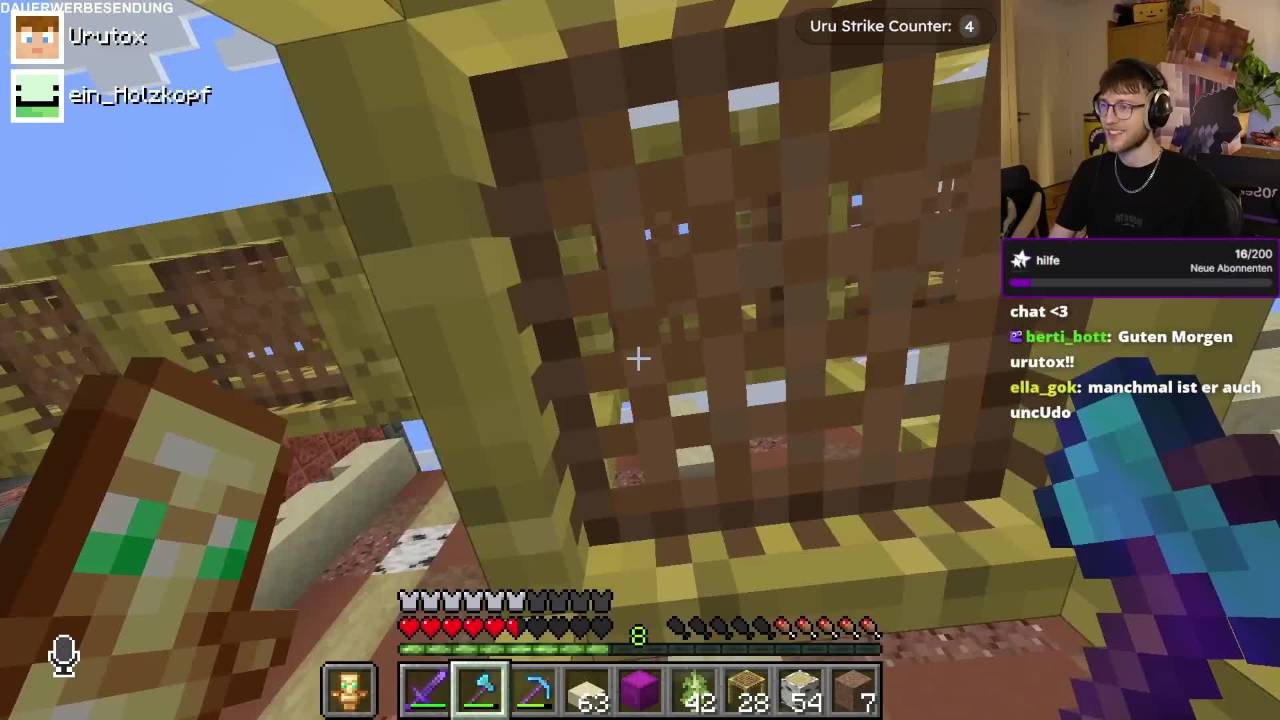 DAUERWERBESENDUNG
Urutox
ein_Holzkopf
Uru Strike Counter: 4
hilfe
16/200
Neue Abonnenten
chat <3
berti_bott: Guten Morgen
urutox!!
ella_gok: manchmal ist er auch
uncUdo
8
63
42
28
54
7